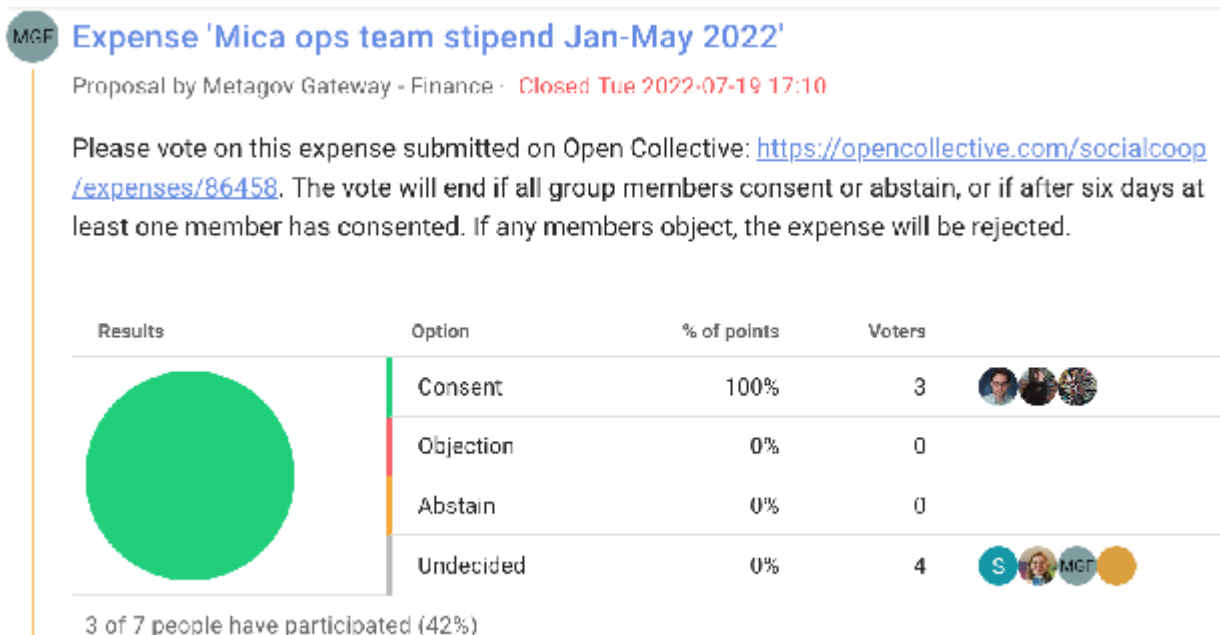 MGF Expense 'Mica ops team stipend Jan-May 2022'
Proposal by Metagov Gateway - Finance · Closed Tue 2022-07-19 17:10
Please vote on this expense submitted on Open Collective: https://opencollective.com/socialcoop
/expenses/86458. The vote will end if all group members consent or abstain, or if after six days at
least one member has consented. If any members object, the expense will be rejected.
Results Option % of points Voters
Consent 100% 3
Objection 0% 0
Abstain 0% 0
Undecided 0% 4 S MGF
3 of 7 people have participated (42%)